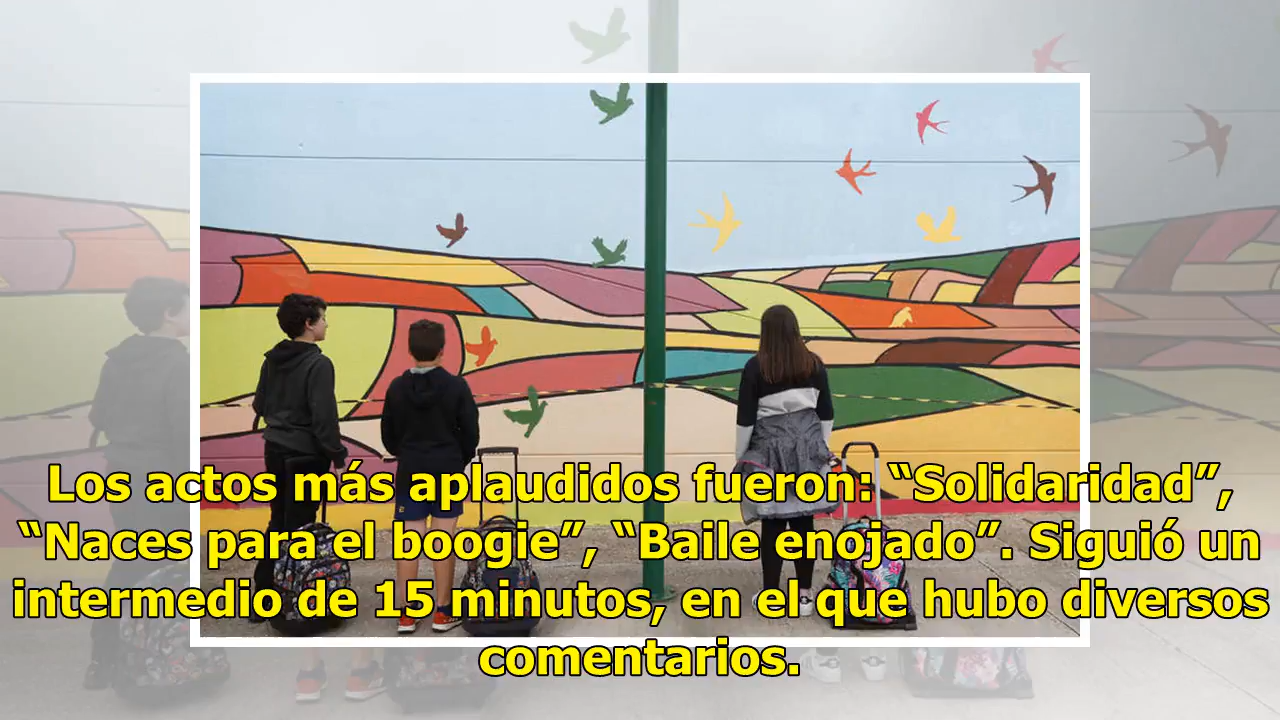 Los actos más aplaudidos fueron: “Solidaridad”,
“Naces para el boogie”, “Baile enojado”. Siguió un
intermedio de 15 minutos, en el que hubo diversos
comentarios.